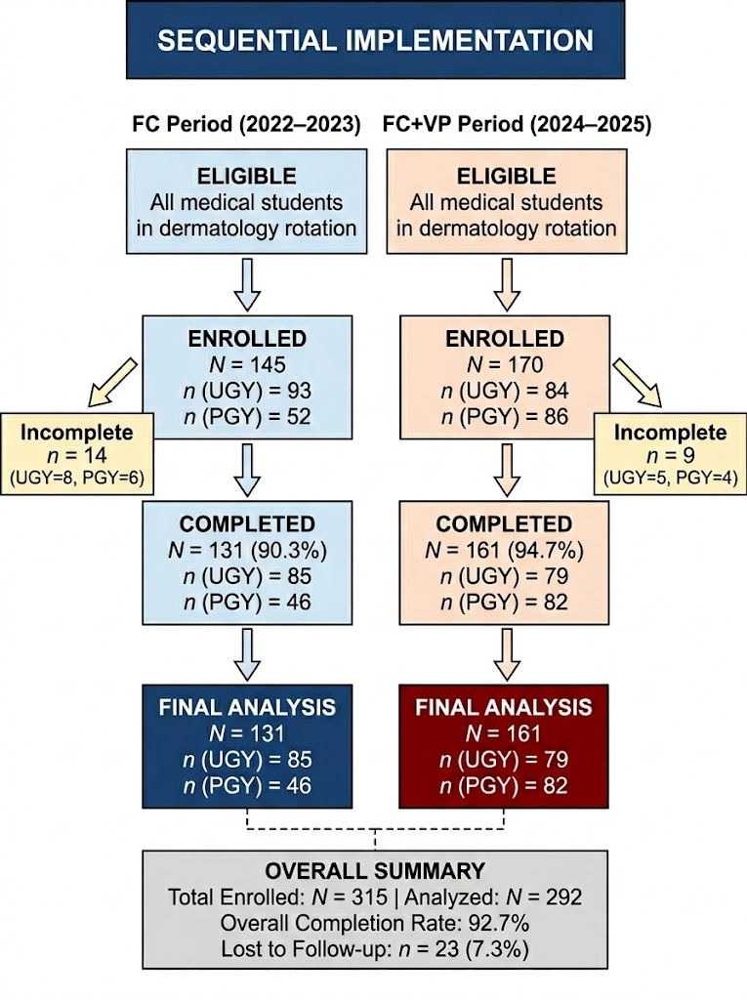 SEQUENTIAL IMPLEMENTATION
FC Period (2022–2023)
FC+VP Period (2024–2025)
ELIGIBLE
All medical students
in dermatology rotation
ELIGIBLE
All medical students
in dermatology rotation
ENROLLED
N = 145
n (UGY) = 93
n (PGY) = 52
ENROLLED
N = 170
n (UGY) = 84
n (PGY) = 86
Incomplete
n = 14
(UGY=8, PGY=6)
Incomplete
n = 9
(UGY=5, PGY=4)
COMPLETED
N = 131 (90.3%)
n (UGY) = 85
n (PGY) = 46
COMPLETED
N = 161 (94.7%)
n (UGY) = 79
n (PGY) = 82
FINAL ANALYSIS
N = 131
n (UGY) = 85
n (PGY) = 46
FINAL ANALYSIS
N = 161
n (UGY) = 79
n (PGY) = 82
OVERALL SUMMARY
Total Enrolled: N = 315 | Analyzed: N = 292
Overall Completion Rate: 92.7%
Lost to Follow-up: n = 23 (7.3%)